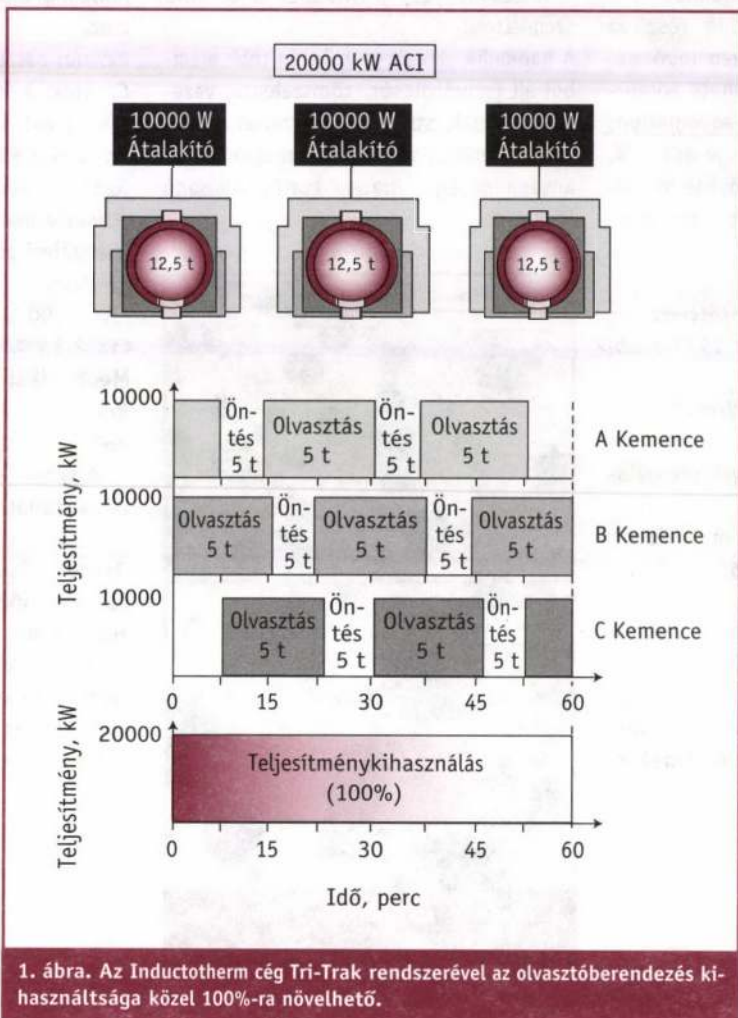 20000 kW ACI
10000 W
Átalakító
10000 W
Átalakító
10000 W
Átalakító
12,5 t
12,5 t
12,5 t
Teljesítmény, kW
10000
Ön-
tés
5 t
Olvasztás
5 t
Ön-
tés
5 t
Olvasztás
5 t
A Kemence
10000
Olvasztás
5 t
Ön-
tés
5 t
Olvasztás
5 t
Ön-
tés
5 t
Olvasztás
5 t
B Kemence
10000
Olvasztás
5 t
Ön-
tés
5 t
Olvasztás
5 t
Ön-
tés
5 t
C Kemence
0 15 30 45 60
Teljesítmény, kW
20000
Teljesítménykihasználás
(100%)
0 15 30 45 60
Idő, perc
1. ábra. Az Inductotherm cég Tri-Trak rendszerével az olvasztóberendezés ki-
használtsága közel 100%-ra növelhető.